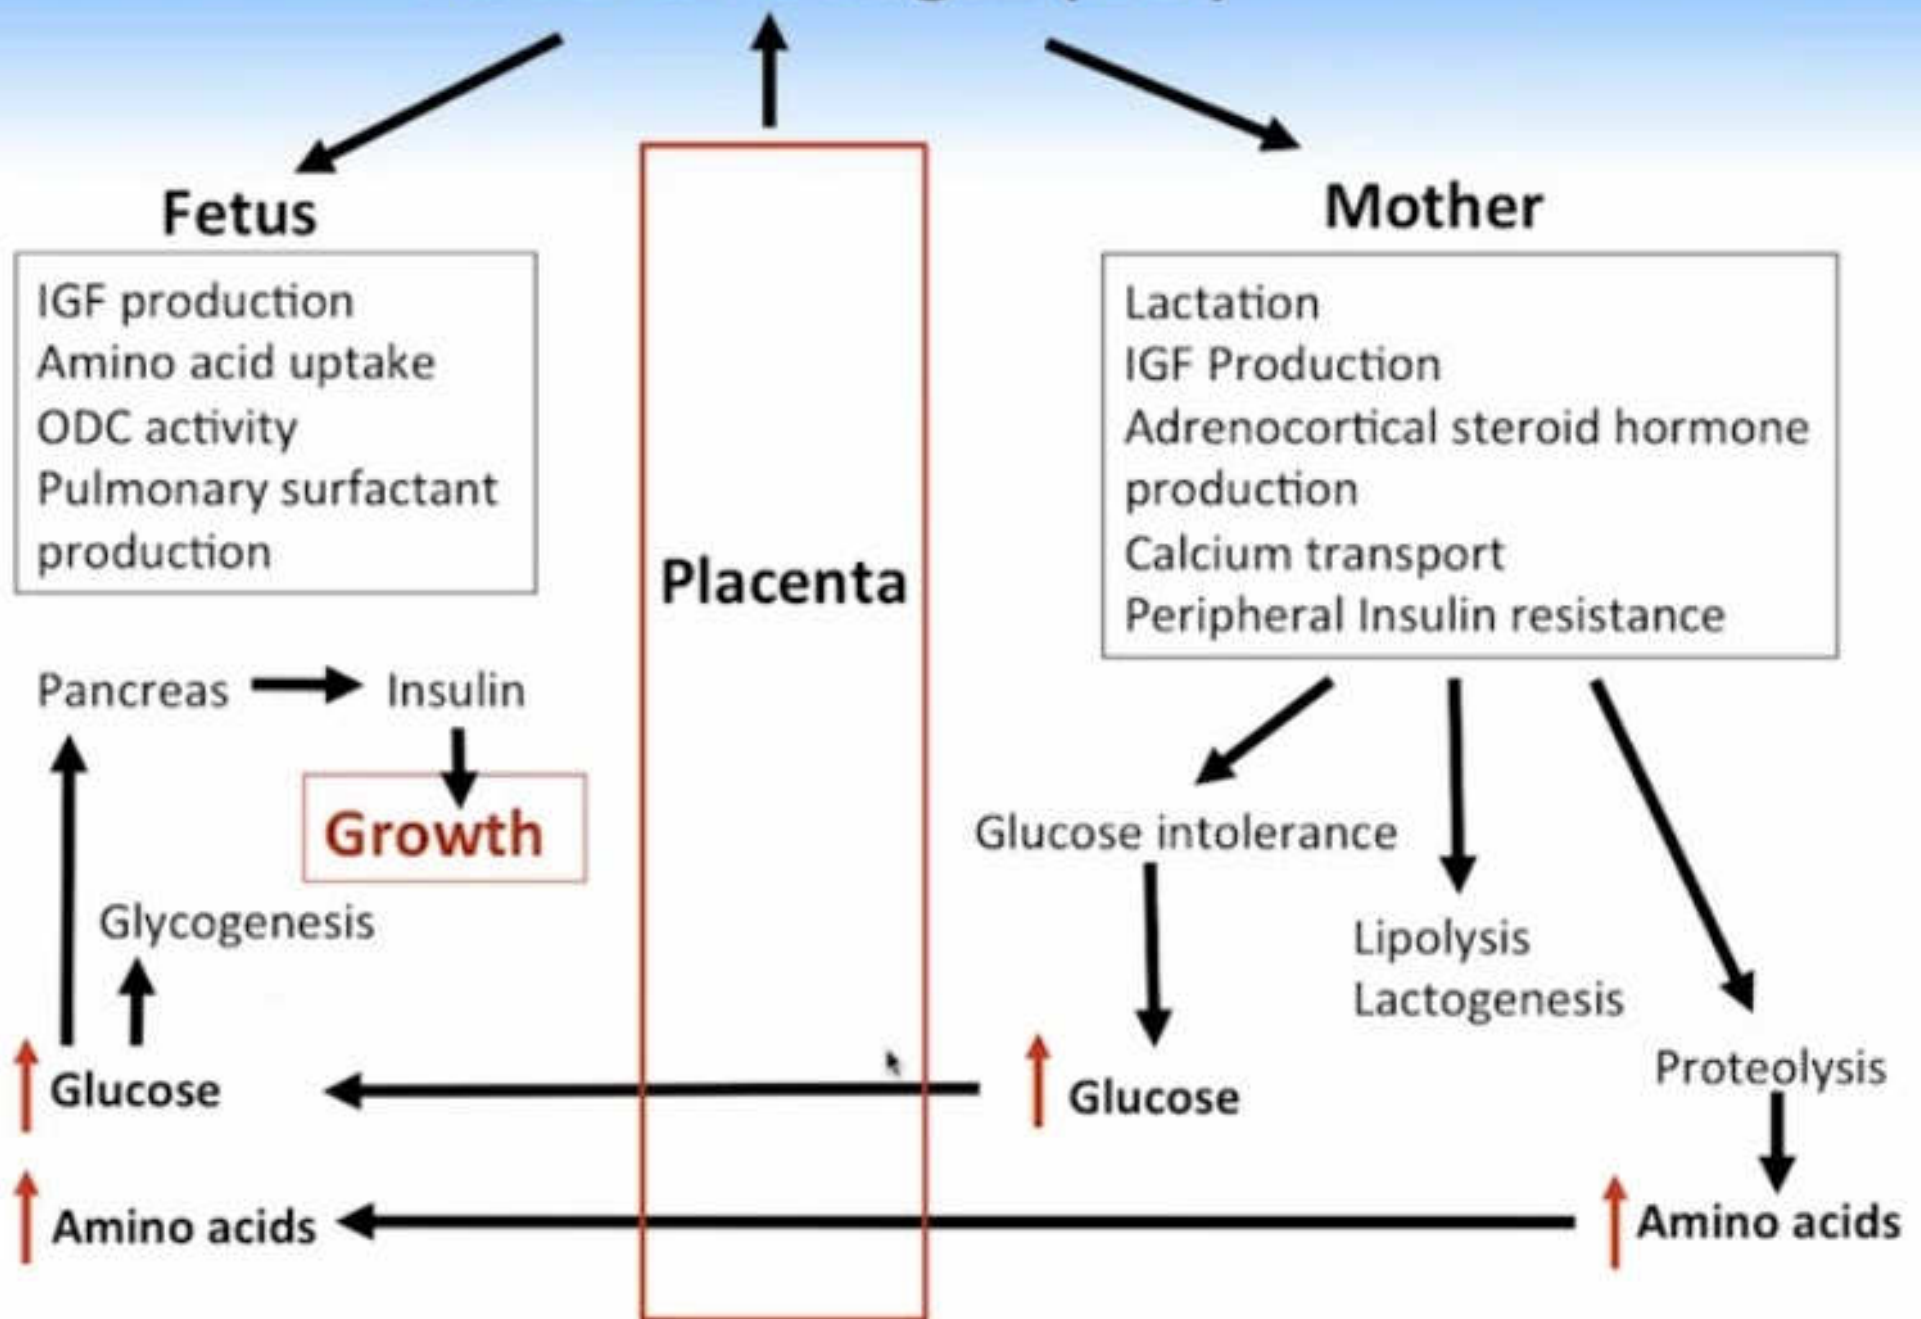 Fetus
IGF production
Amino acid uptake
ODC activity
Pulmonary surfactant
production
Pancreas
Insulin
Growth
Glycogenesis
Glucose
Amino acids
Placenta
Mother
Lactation
IGF Production
Adrenocortical steroid hormone
production
Calcium transport
Peripheral Insulin resistance
Glucose intolerance
Lipolysis
Lactogenesis
Proteolysis
Glucose
Amino acids